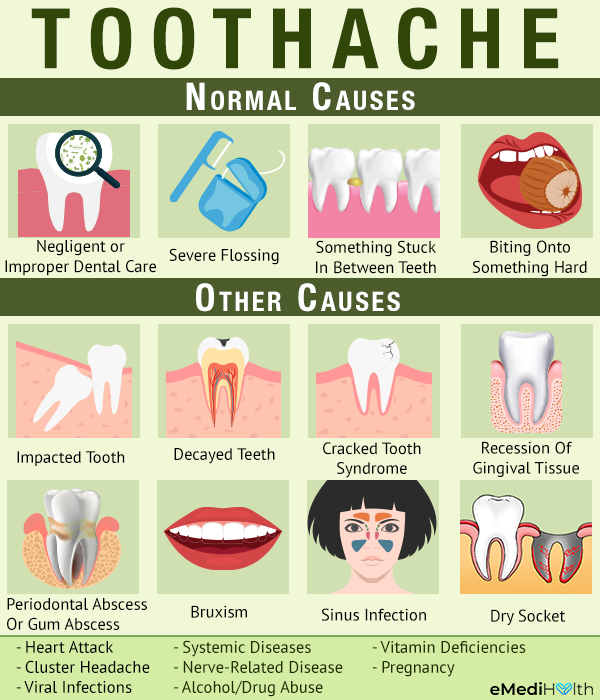 TOOTHACHE
NORMAL CAUSES
Negligent or
Improper Dental Care
Severe Flossing
Something Stuck
In Between Teeth
Biting Onto
Something Hard
OTHER CAUSES
Impacted Tooth
Decayed Teeth
Cracked Tooth
Syndrome
Recession Of
Gingival Tissue
Periodontal Abscess
Or Gum Abscess
Bruxism
Sinus Infection
Dry Socket
- Heart Attack
- Cluster Headache
- Viral Infections
- Systemic Diseases
- Nerve-Related Disease
- Alcohol/Drug Abuse
- Vitamin Deficiencies
- Pregnancy
eMediHealth